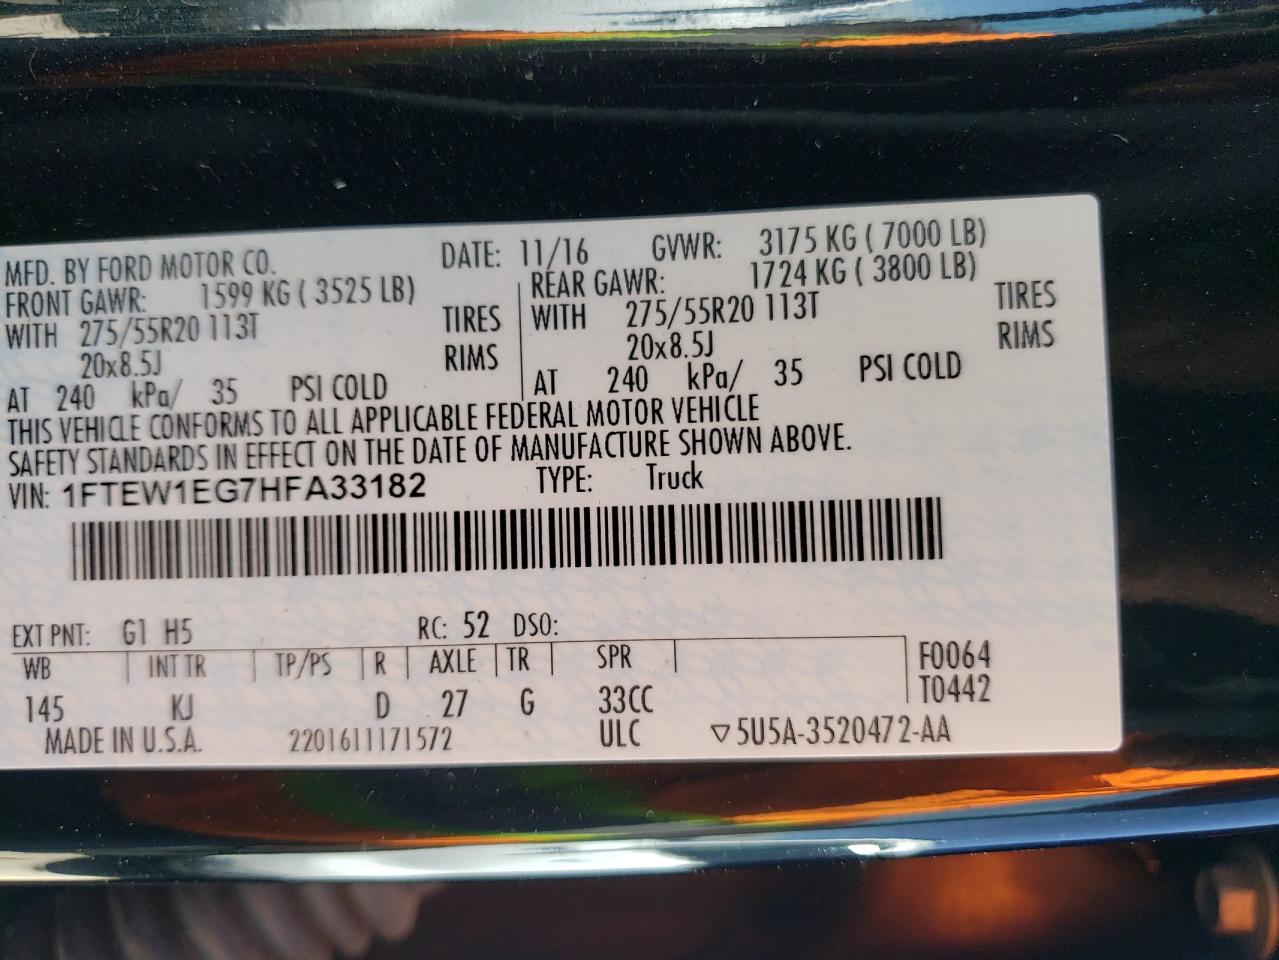 MFD. BY FORD MOTOR CO. DATE: 11/16 GVWR: 3175 KG ( 7000 LB)
FRONT GAWR: 1599 KG ( 3525 LB) REAR GAWR: 1724 KG ( 3800 LB)
WITH 275/55R20 113T TIRES WITH 275/55R20 113T TIRES
20x8.5J RIMS 20x8.5J RIMS
AT 240 kPa/ 35 PSI COLD AT 240 kPa/ 35 PSI COLD
THIS VEHICLE CONFORMS TO ALL APPLICABLE FEDERAL MOTOR VEHICLE
SAFETY STANDARDS IN EFFECT ON THE DATE OF MANUFACTURE SHOWN ABOVE.
VIN: 1FTEW1EG7HFA33182 TYPE: Truck
EXT PNT: G1 H5 RC: 52 DSO:
WB INT TR TP/PS R AXLE TR SPR F0064
145 KJ D 27 G 33CC T0442
MADE IN U.S.A. 2201611171572 ULC ▽5U5A-3520472-AA